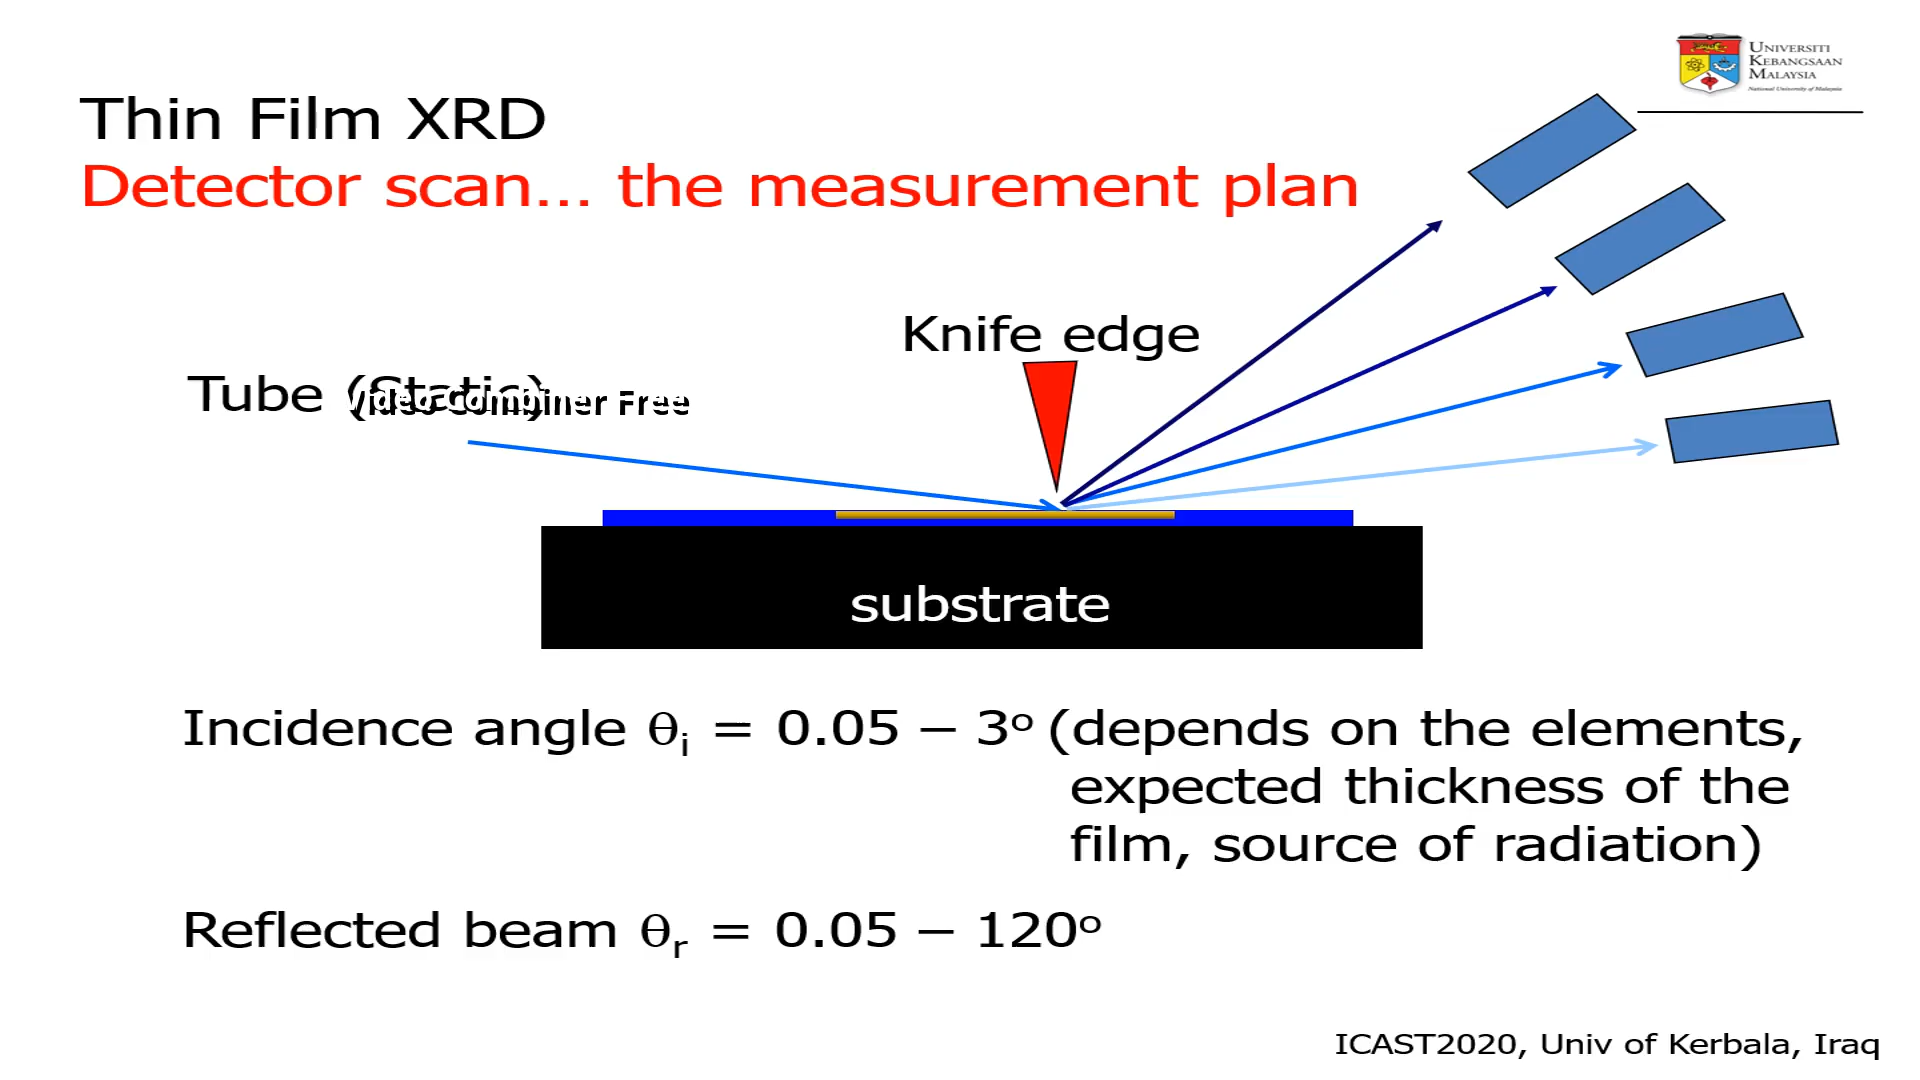 UNIVERSITI
KEBANGSAAN
MALAYSIA
National University of Malaysia
Thin Film XRD
Detector scan... the measurement plan
Knife edge
Tube (Static)
Video Combiner Free
substrate
Incidence angle θi = 0.05 – 3o (depends on the elements,
expected thickness of the
film, source of radiation)
Reflected beam θr = 0.05 – 120o
ICAST2020, Univ of Kerbala, Iraq